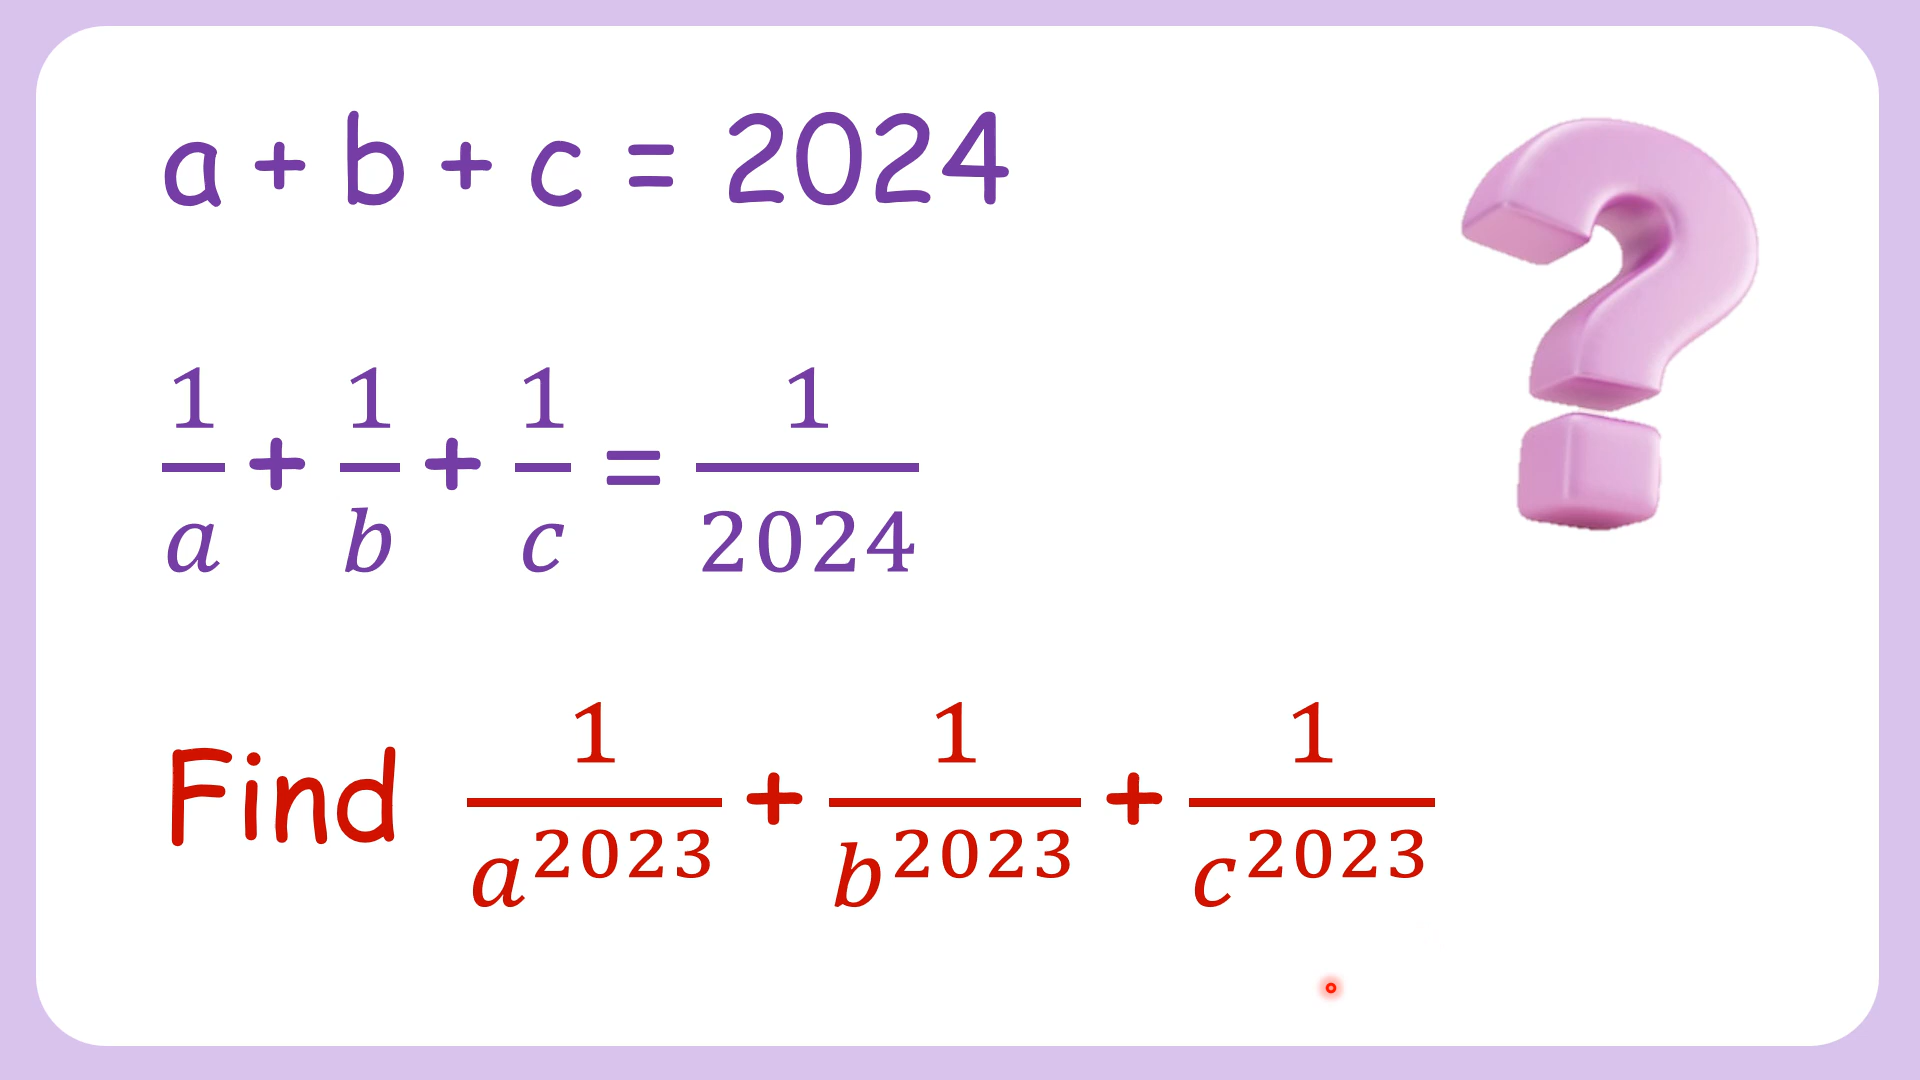 a + b + c = 2024
1/a + 1/b + 1/c = 1/2024
Find 1/a^2023 + 1/b^2023 + 1/c^2023
?